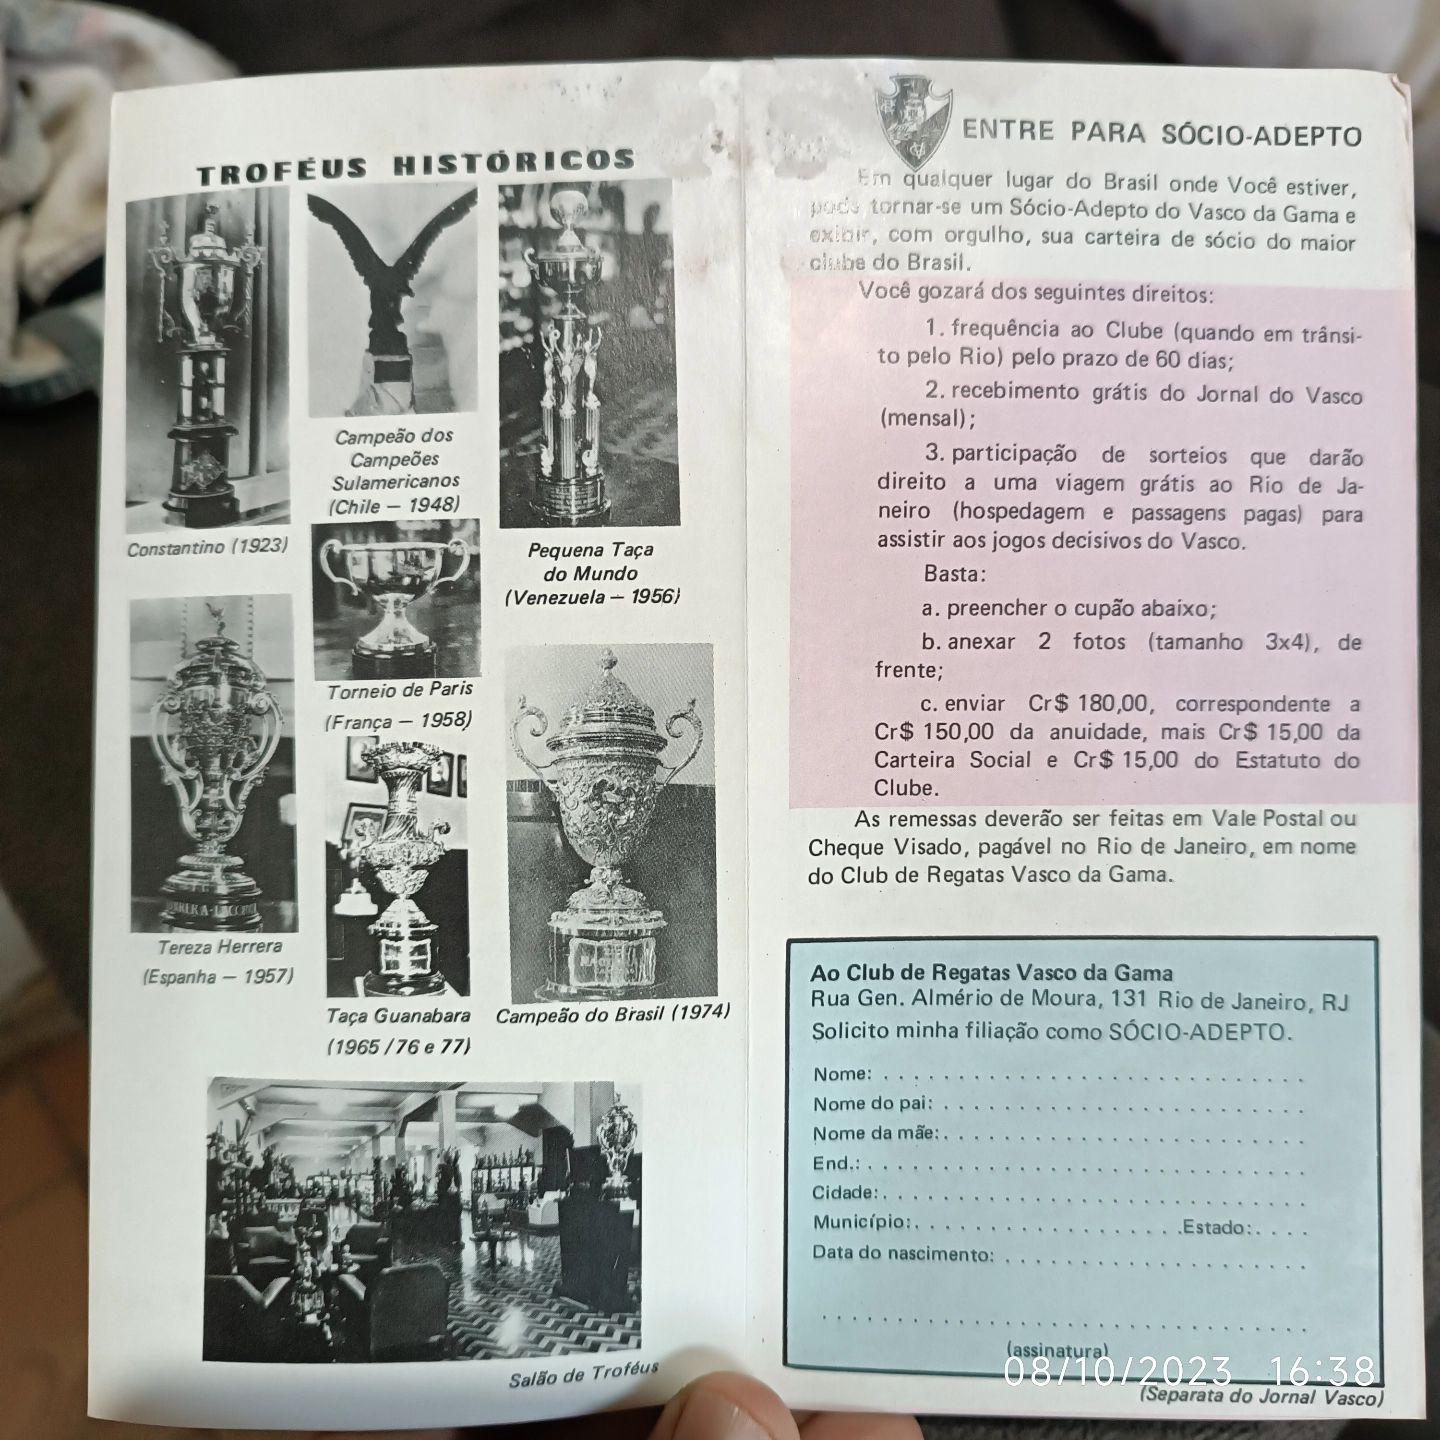 TROFÉUS HISTÓRICOS
Constantino (1923)
Campeão dos
Campeões
Sulamericanos
(Chile — 1948)
Pequena Taça
do Mundo
(Venezuela — 1956)
Torneio de Paris
(França — 1958)
Tereza Herrera
(Espanha — 1957)
Taça Guanabara
(1965 / 76 e 77)
Campeão do Brasil (1974)
Salão de Troféus
ENTRE PARA SÓCIO-ADEPTO
Em qualquer lugar do Brasil onde Você estiver,
pode tornar-se um Sócio-Adepto do Vasco da Gama e
exibir, com orgulho, sua carteira de sócio do maior
clube do Brasil.
Você gozará dos seguintes direitos:
1. frequência ao Clube (quando em trânsi-
to pelo Rio) pelo prazo de 60 dias;
2. recebimento grátis do Jornal do Vasco
(mensal);
3. participação de sorteios que darão
direito a uma viagem grátis ao Rio de Ja-
neiro (hospedagem e passagens pagas) para
assistir aos jogos decisivos do Vasco.
Basta:
a. preencher o cupão abaixo;
b. anexar 2 fotos (tamanho 3x4), de
frente;
c. enviar Cr$ 180,00, correspondente a
Cr$ 150,00 da anuidade, mais Cr$ 15,00 da
Carteira Social e Cr$ 15,00 do Estatuto do
Clube.
As remessas deverão ser feitas em Vale Postal ou
Cheque Visado, pagável no Rio de Janeiro, em nome
do Club de Regatas Vasco da Gama.
Ao Club de Regatas Vasco da Gama
Rua Gen. Almério de Moura, 131 Rio de Janeiro, RJ
Solicito minha filiação como SÓCIO-ADEPTO.
Nome:
Nome do pai:
Nome da mãe:
End.:
Cidade:
Município: Estado:
Data do nascimento:
(assinatura)
(Separata do Jornal Vasco)
08/10/2023 16:38